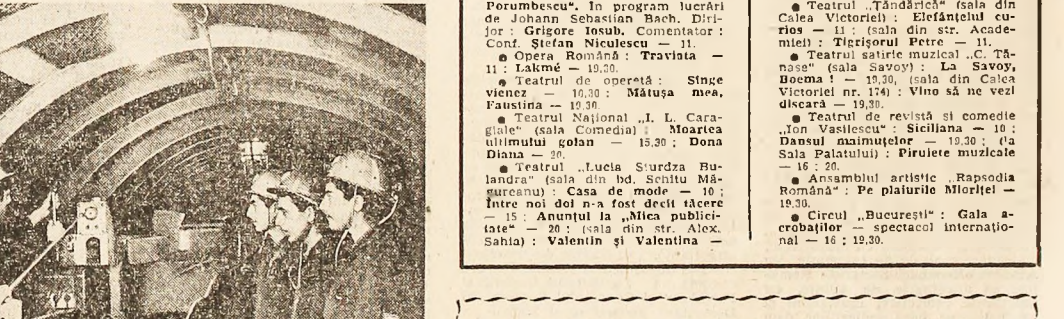 Porumbescu“. In program lucrări
de Johann Sebastian Bach. Diri-
jor : Grigore Iosub. Comentator :
Conf. Ștefan Niculescu — 11.
● Opera Română : Traviata —
11 : Lakmé — 19,30.
● Teatrul de operetă : Sînge
vienez — 10,30 : Mătușa mea,
Faustina — 19,30.
● Teatrul Național „I. L. Cara-
giale“ (sala Comedia) : Moartea
ultimului golan — 15,30 ; Dona
Diana — 20.
● Teatrul „Lucia Sturdza Bu-
landra“ (sala din bd. Schitu Mă-
gureanu) : Casa de mode — 10 ;
Între noi doi n-a fost decît tăcere
— 15 : Anunțul la „Mica publici-
tate“ — 20 : (sala din str. Alex.
Sahia) : Valentin și Valentina —
● Teatrul „Țăndărică“ (sala din
Calea Victoriei) : Elefănțelul cu-
rios — 11 : (sala din str. Acade-
miei) : Tigrișorul Petre — 11.
● Teatrul satiric muzical „C. Tă-
nase“ (sala Savoy) : La Savoy,
Boema ! — 19,30, (sala din Calea
Victoriei nr. 174) : Vino să ne vezi
discară — 19,30.
● Teatrul de revistă și comedie
„Ion Vasilescu“ : Siciliana — 10 ;
Dansul maimuțelor — 19,30 ; (la
Sala Palatului) : Piruiete muzicale
— 16 ; 20.
● Ansamblul artistic „Rapsodia
Română“ : Pe plaiurile Mioriței —
19,30.
● Circul „București“ : Gala a-
crobaților — spectacol internațio-
nal — 16 ; 19,30.